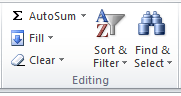 Σ AutoSum
Fill
Clear
Sort & Filter
Find & Select
Editing